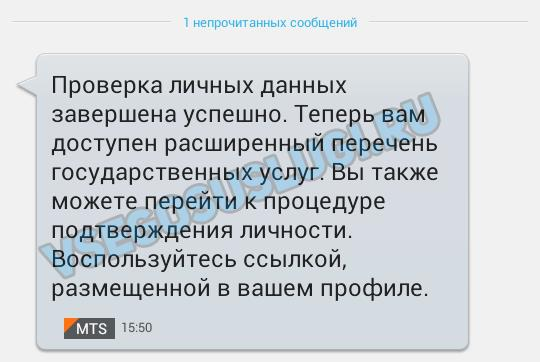 1 непрочитанных сообщений
Проверка личных данных
завершена успешно. Теперь вам
доступен расширенный перечень
государственных услуг. Вы также
можете перейти к процедуре
подтверждения личности.
Воспользуйтесь ссылкой,
размещенной в вашем профиле.
MTS 15:50
VSEGOSUSLUGI.RU